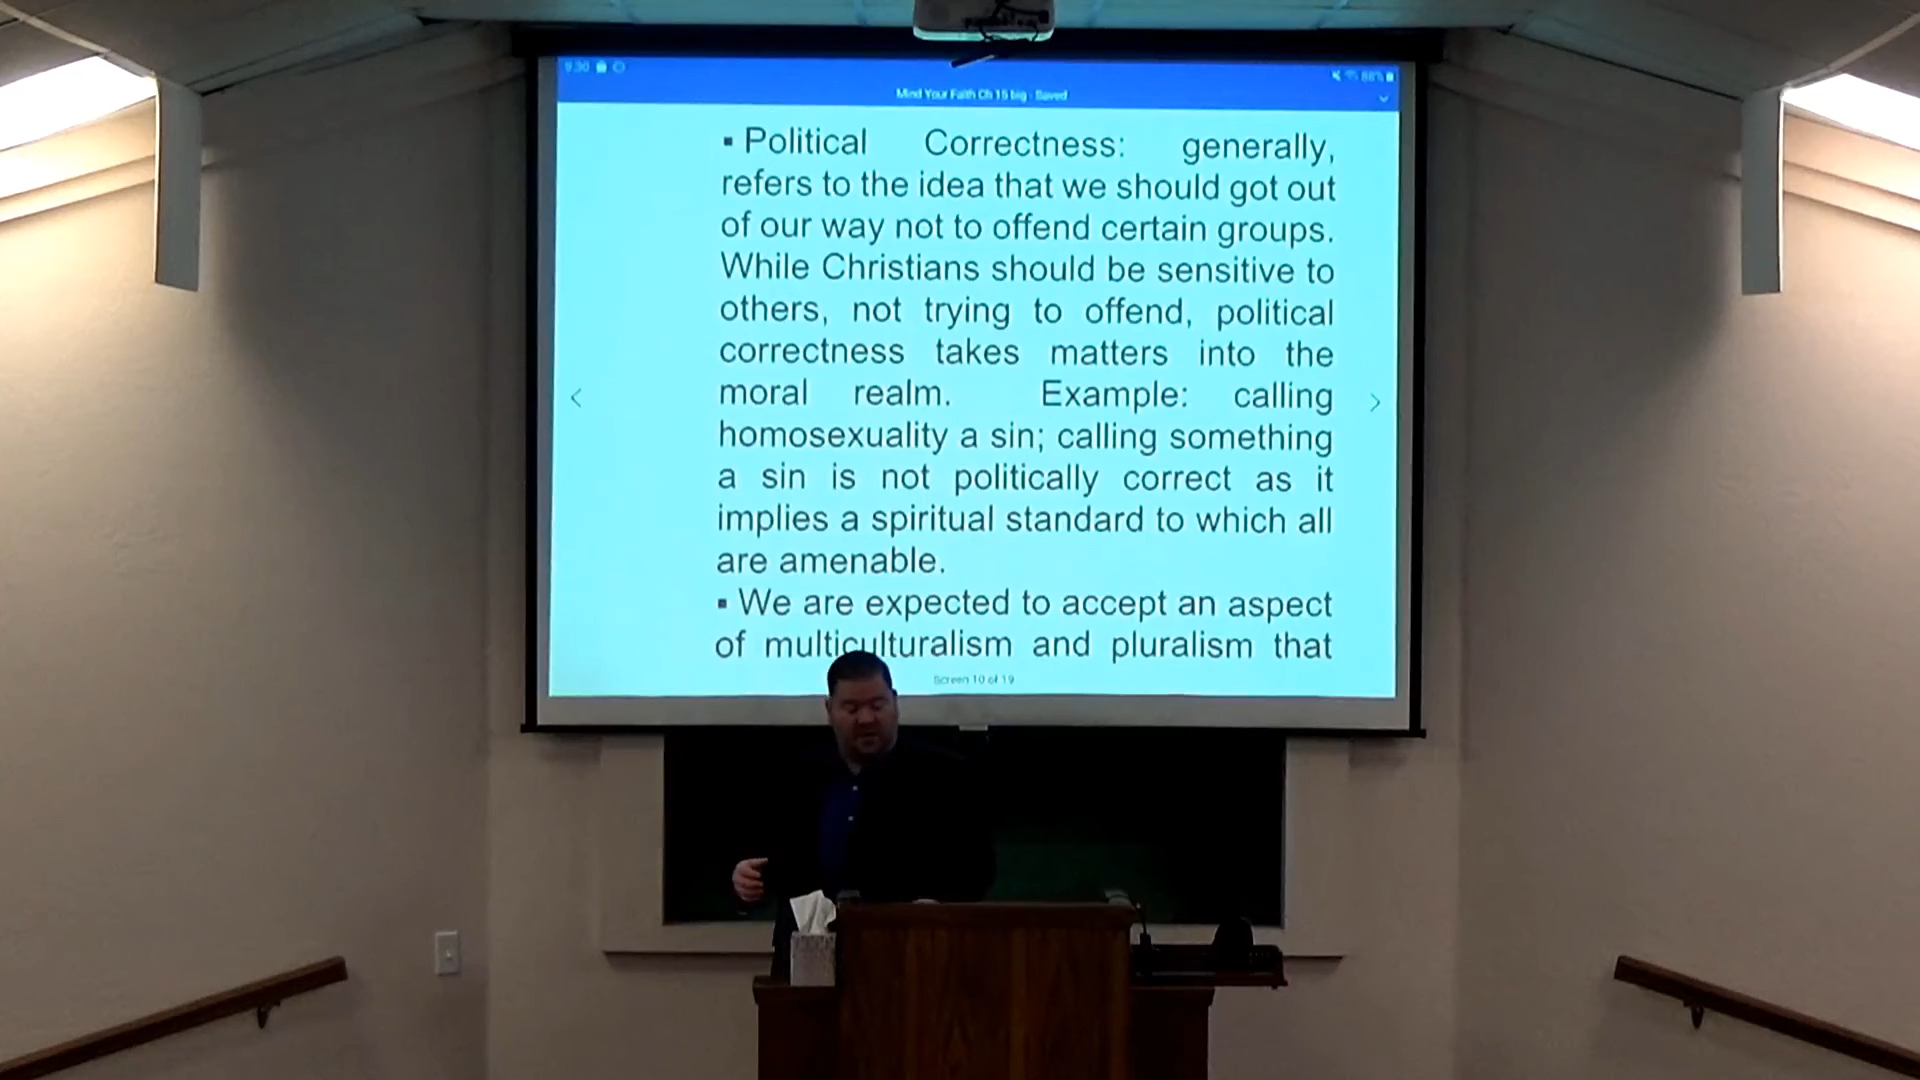 9:30
88%
Mind Your Faith Ch 15 big - Saved
▪ Political Correctness: generally,
refers to the idea that we should got out
of our way not to offend certain groups.
While Christians should be sensitive to
others, not trying to offend, political
correctness takes matters into the
moral realm. Example: calling
homosexuality a sin; calling something
a sin is not politically correct as it
implies a spiritual standard to which all
are amenable.
▪ We are expected to accept an aspect
of multiculturalism and pluralism that
Screen 10 of 19